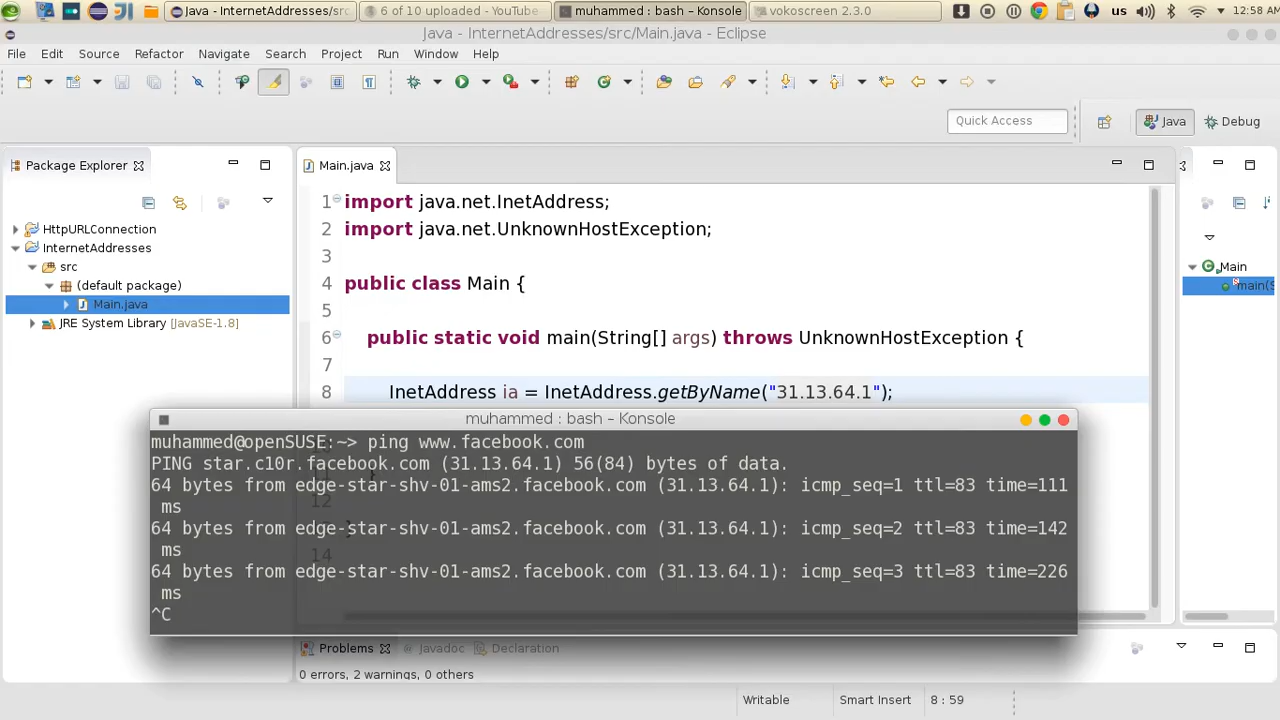 Java - InternetAddresses/src
6 of 10 uploaded - YouTube
muhammed : bash – Konsole
vokoscreen 2.3.0
us
12:58 AM
Java - InternetAddresses/src/Main.java - Eclipse
File Edit Source Refactor Navigate Search Project Run Window Help
Quick Access
Java
Debug
Package Explorer
Main.java
HttpURLConnection
InternetAddresses
src
(default package)
Main.java
JRE System Library [JavaSE-1.8]
1 import java.net.InetAddress;
2 import java.net.UnknownHostException;
3
4 public class Main {
5
6 public static void main(String[] args) throws UnknownHostException {
7
8 InetAddress ia = InetAddress.getByName("31.13.64.1");
12
14
Main
main(S
muhammed : bash – Konsole
muhammed@openSUSE:~> ping www.facebook.com
PING star.c10r.facebook.com (31.13.64.1) 56(84) bytes of data.
64 bytes from edge-star-shv-01-ams2.facebook.com (31.13.64.1): icmp_seq=1 ttl=83 time=111
ms
64 bytes from edge-star-shv-01-ams2.facebook.com (31.13.64.1): icmp_seq=2 ttl=83 time=142
ms
64 bytes from edge-star-shv-01-ams2.facebook.com (31.13.64.1): icmp_seq=3 ttl=83 time=226
ms
^C
Problems
Javadoc
Declaration
0 errors, 2 warnings, 0 others
Writable
Smart Insert
8 : 59